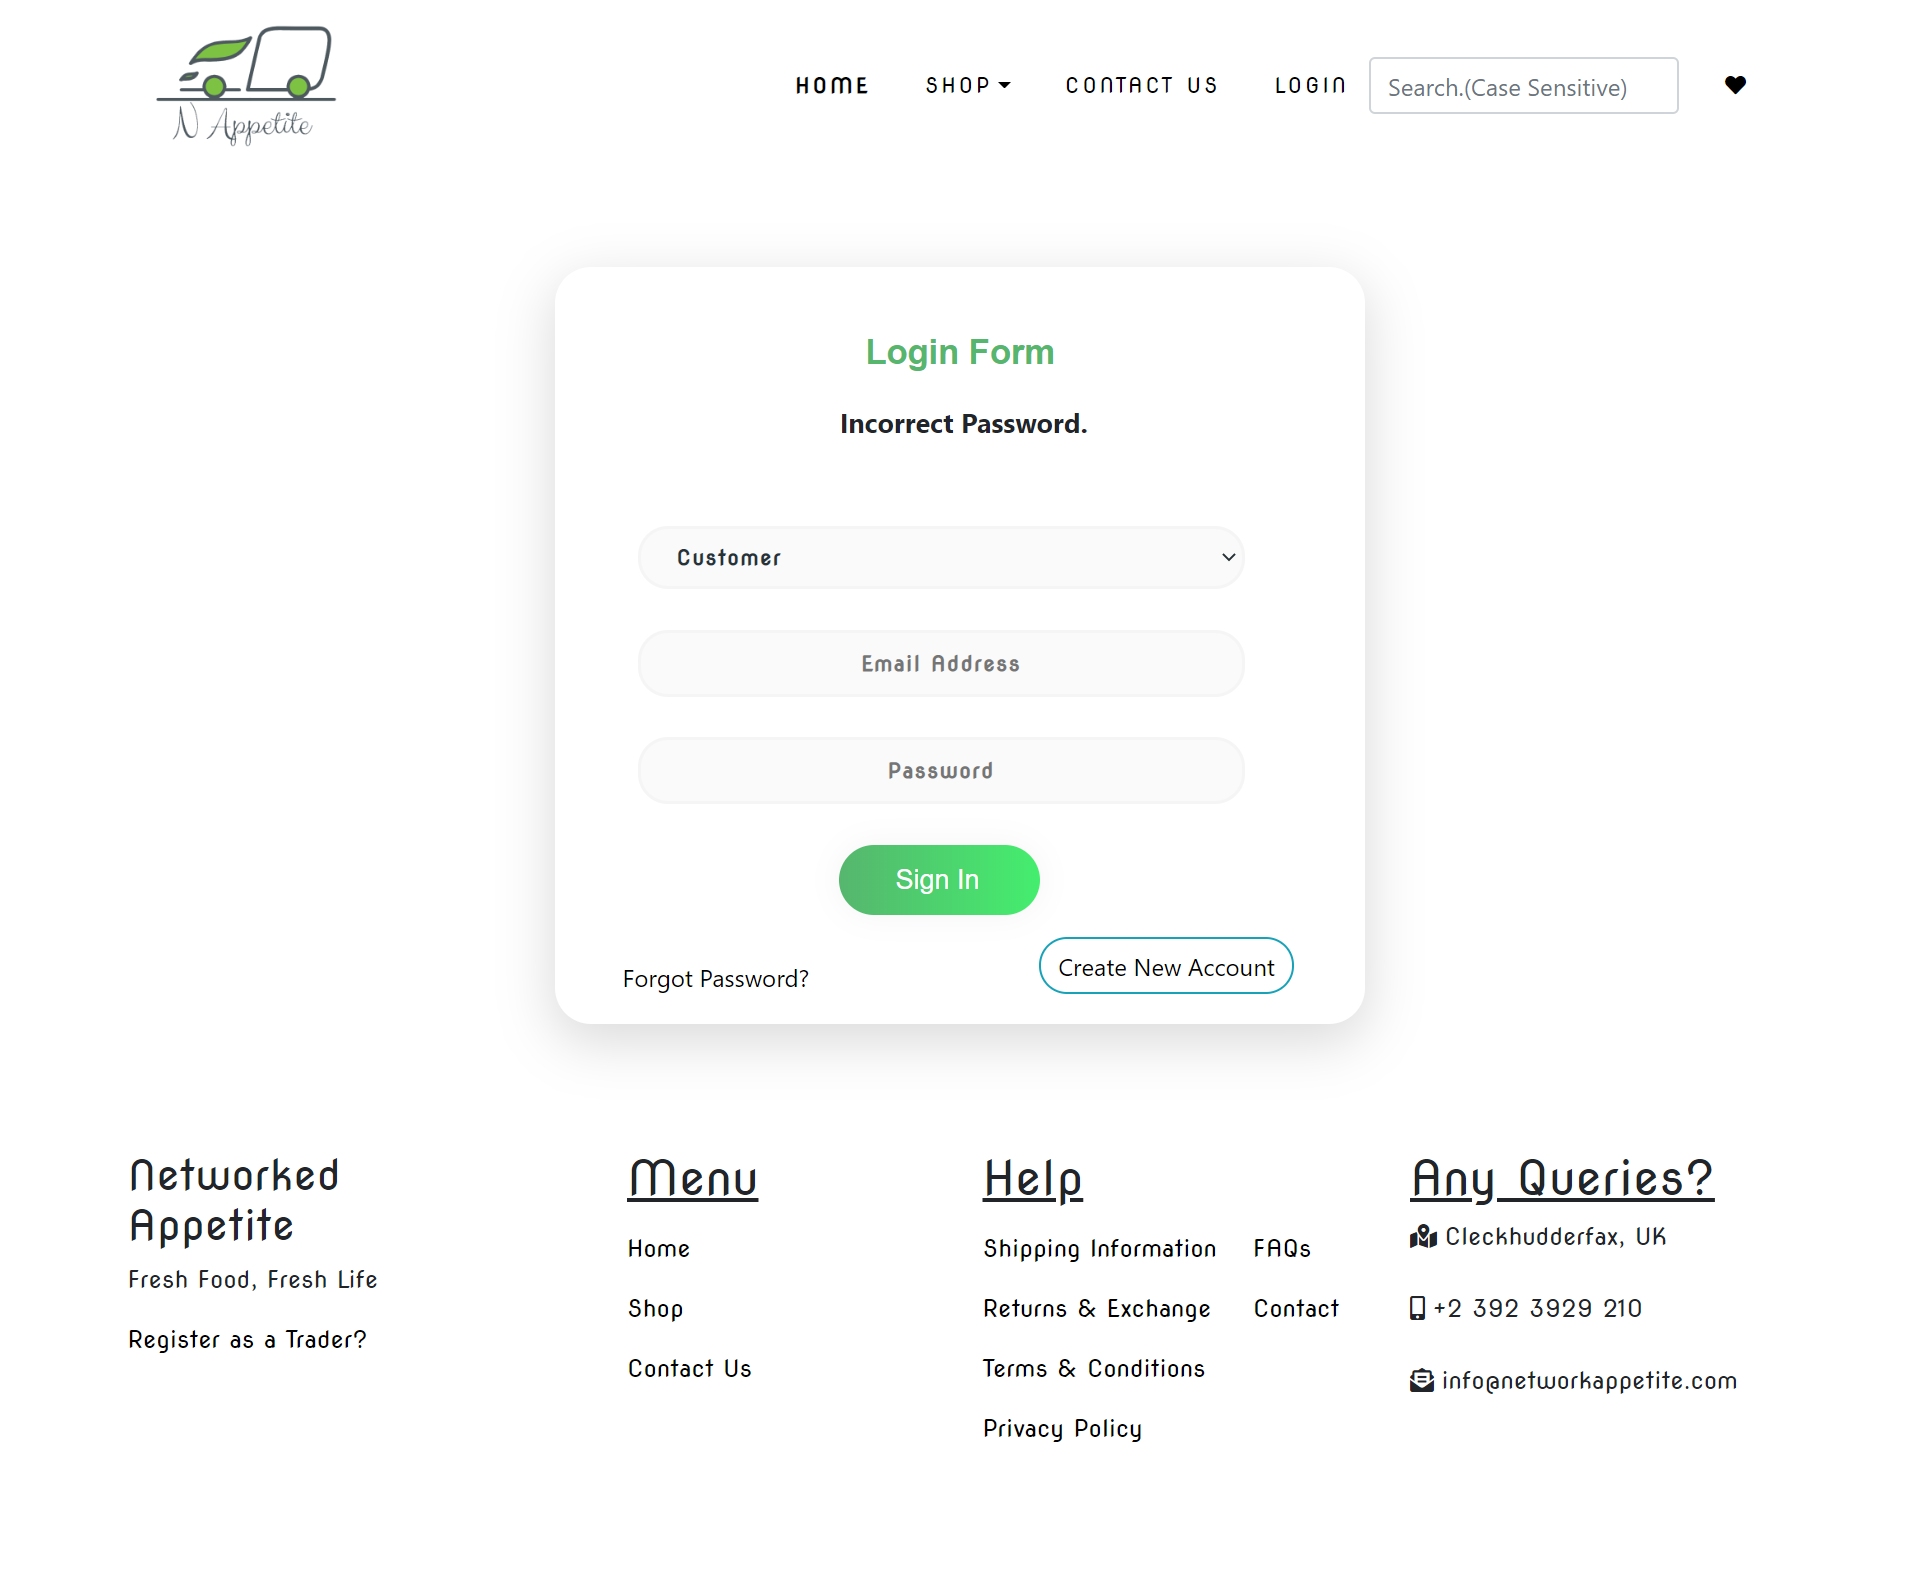 N Appetite
HOME SHOP CONTACT US LOGIN Search.(Case Sensitive)
Login Form
Incorrect Password.
Customer
Email Address
Password
Sign In
Forgot Password?
Create New Account
Networked
Appetite
Fresh Food, Fresh Life
Register as a Trader?
Menu
Home
Shop
Contact Us
Help
Shipping Information
Returns & Exchange
Terms & Conditions
Privacy Policy
FAQs
Contact
Any Queries?
Cleckhudderfax, UK
+2 392 3929 210
info@networkappetite.com